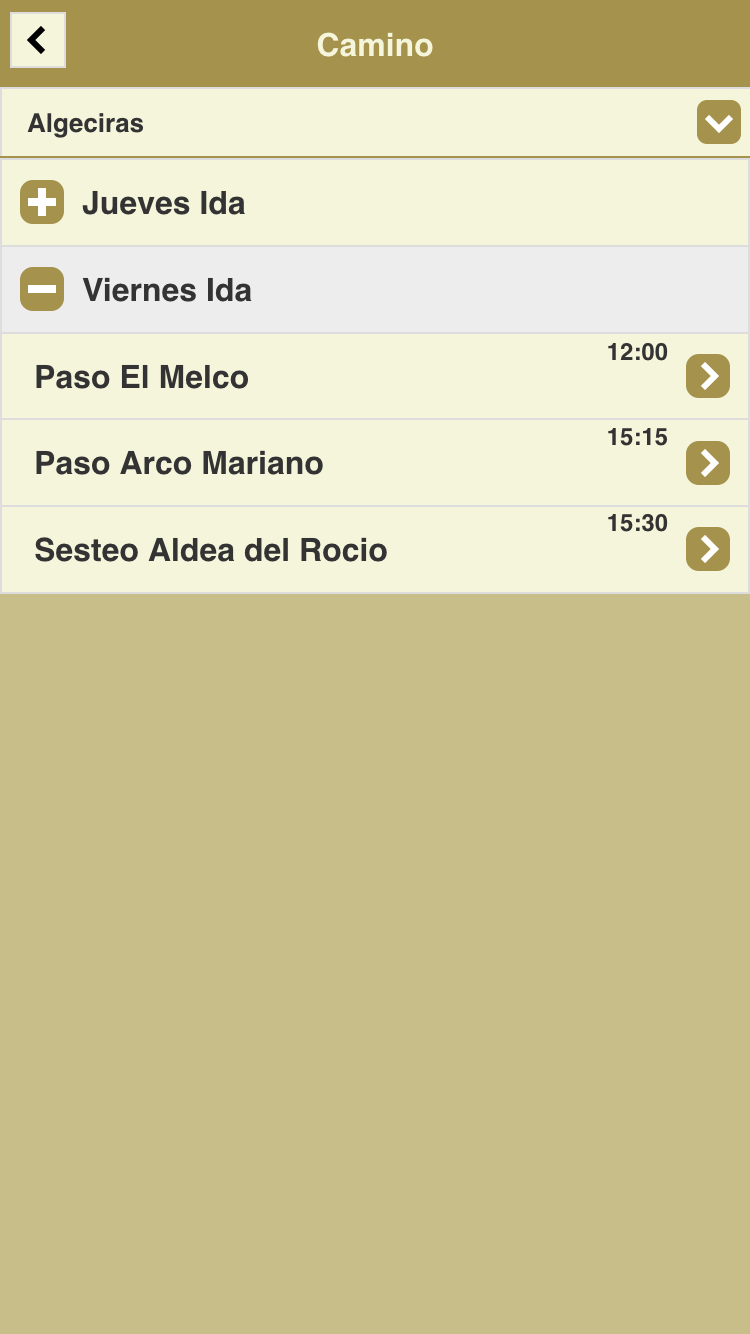 Camino
Algeciras
Jueves Ida
Viernes Ida
12:00
Paso El Melco
15:15
Paso Arco Mariano
15:30
Sesteo Aldea del Rocio